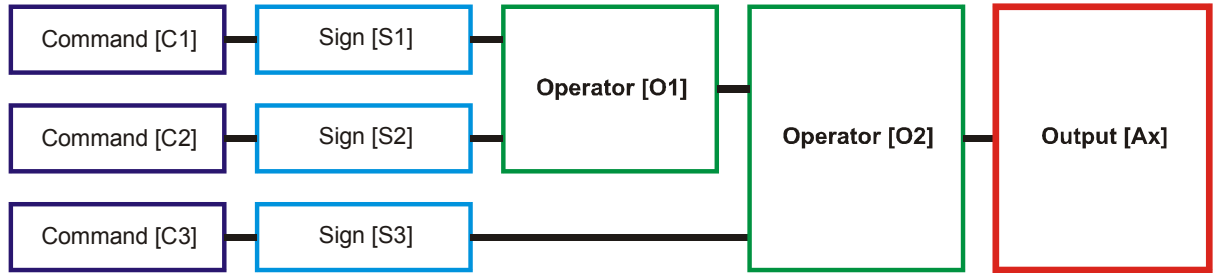 Command [C1]
Sign [S1]
Operator [O1]
Command [C2]
Sign [S2]
Operator [O2]
Output [Ax]
Command [C3]
Sign [S3]